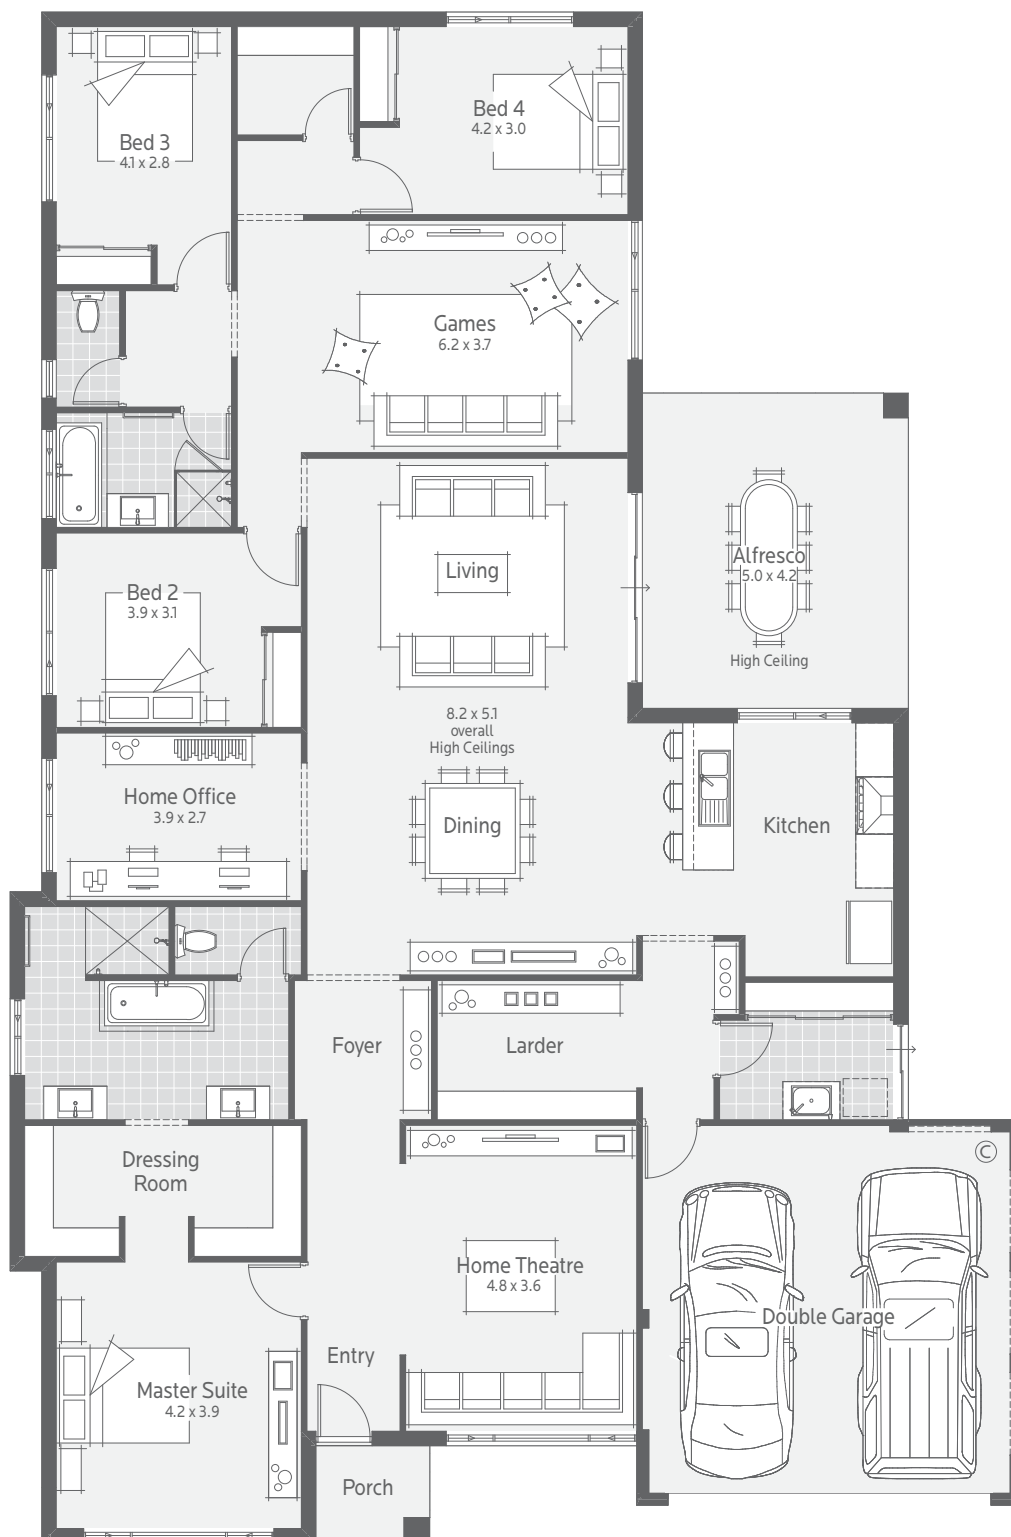 Bed 3
4.1 x 2.8
Bed 4
4.2 x 3.0
Games
6.2 x 3.7
Living
Alfresco
5.0 x 4.2
High Ceiling
Bed 2
3.9 x 3.1
8.2 x 5.1
overall
High Ceilings
Home Office
3.9 x 2.7
Dining
Kitchen
Foyer
Larder
C
Dressing
Room
Home Theatre
4.8 x 3.6
Double Garage
Entry
Master Suite
4.2 x 3.9
Porch